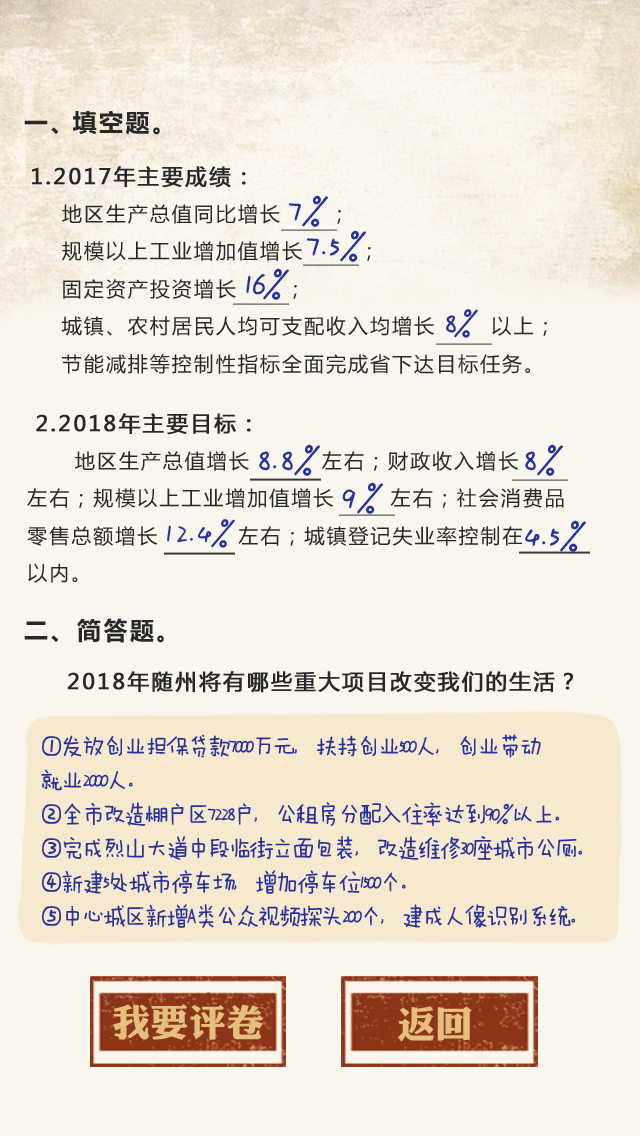 一、填空题。
1.2017年主要成绩：
地区生产总值同比增长7%；
规模以上工业增加值增长7.5%；
固定资产投资增长16%；
城镇、农村居民人均可支配收入均增长8%以上；
节能减排等控制性指标全面完成省下达目标任务。
2.2018年主要目标：
地区生产总值增长8.8%左右；财政收入增长8%
左右；规模以上工业增加值增长9%左右；社会消费品
零售总额增长12.4%左右；城镇登记失业率控制在4.5%
以内。
二、简答题。
2018年随州将有哪些重大项目改变我们的生活？
①发放创业担保贷款7000万元，扶持创业500人，创业带动
就业2000人。
②全市改造棚户区7228户，公租房分配入住率达到90%以上。
③完成烈山大道中段临街立面包装，改造维修30座城市公厕。
④新建5处城市停车场 增加停车位1500个。
⑤中心城区新增A类公众视频探头200个，建成人像识别系统。
我要评卷
返回